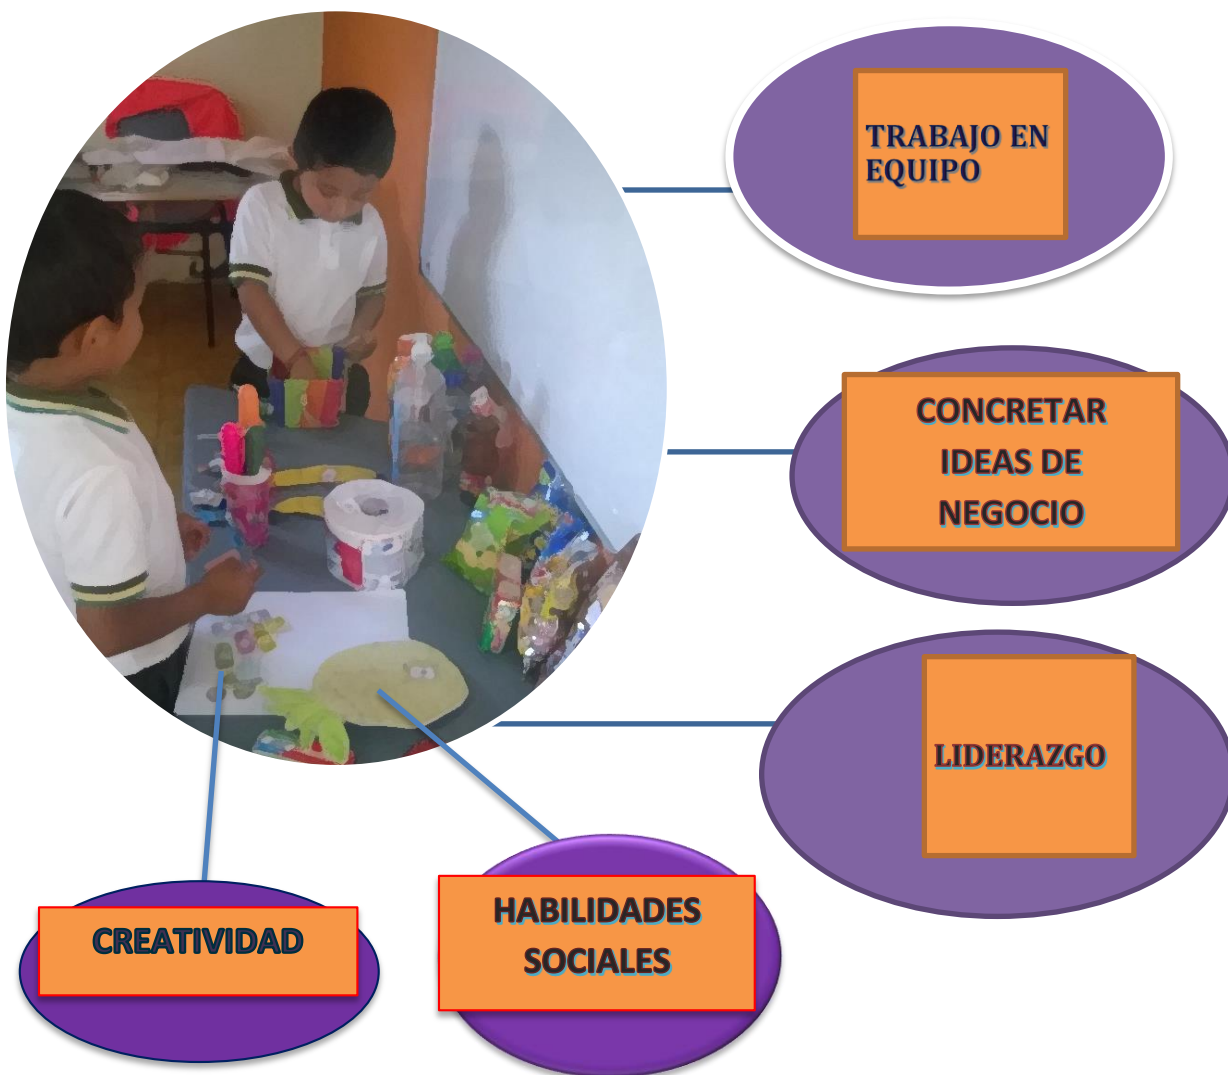 TRABAJO EN
EQUIPO
CONCRETAR
IDEAS DE
NEGOCIO
LIDERAZGO
HABILIDADES
SOCIALES
CREATIVIDAD